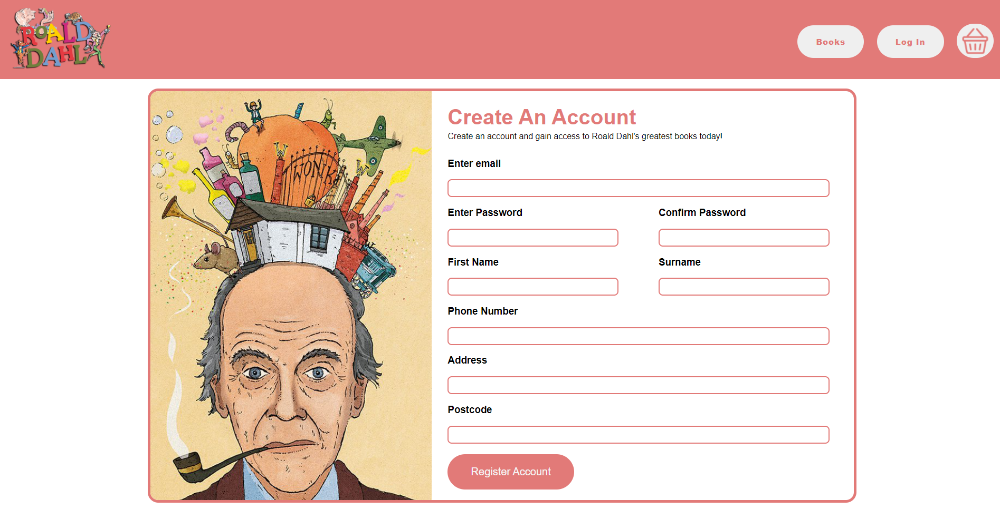 ROALD
DAHL
Books
Log In
W
WONKA
W
Create An Account
Create an account and gain access to Roald Dahl's greatest books today!
Enter email
Enter Password
Confirm Password
First Name
Surname
Phone Number
Address
Postcode
Register Account